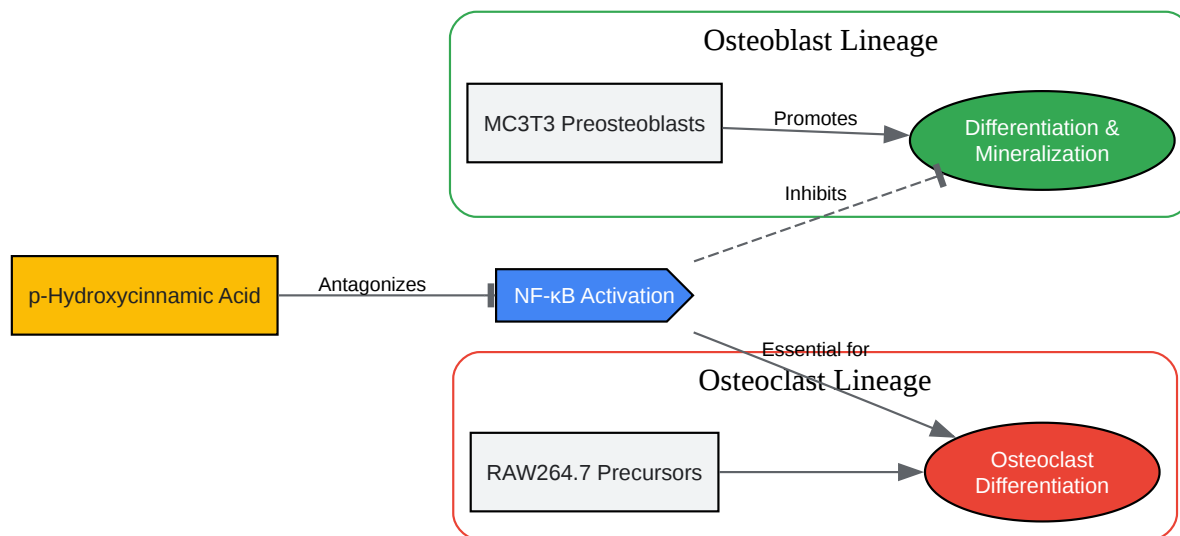 Osteoblast Lineage
MC3T3 Preosteoblasts
Promotes
Differentiation &
Mineralization
Inhibits
p-Hydroxycinnamic Acid
Antagonizes
NF-κB Activation
Essential for
Osteoclast Lineage
RAW264.7 Precursors
Osteoclast
Differentiation